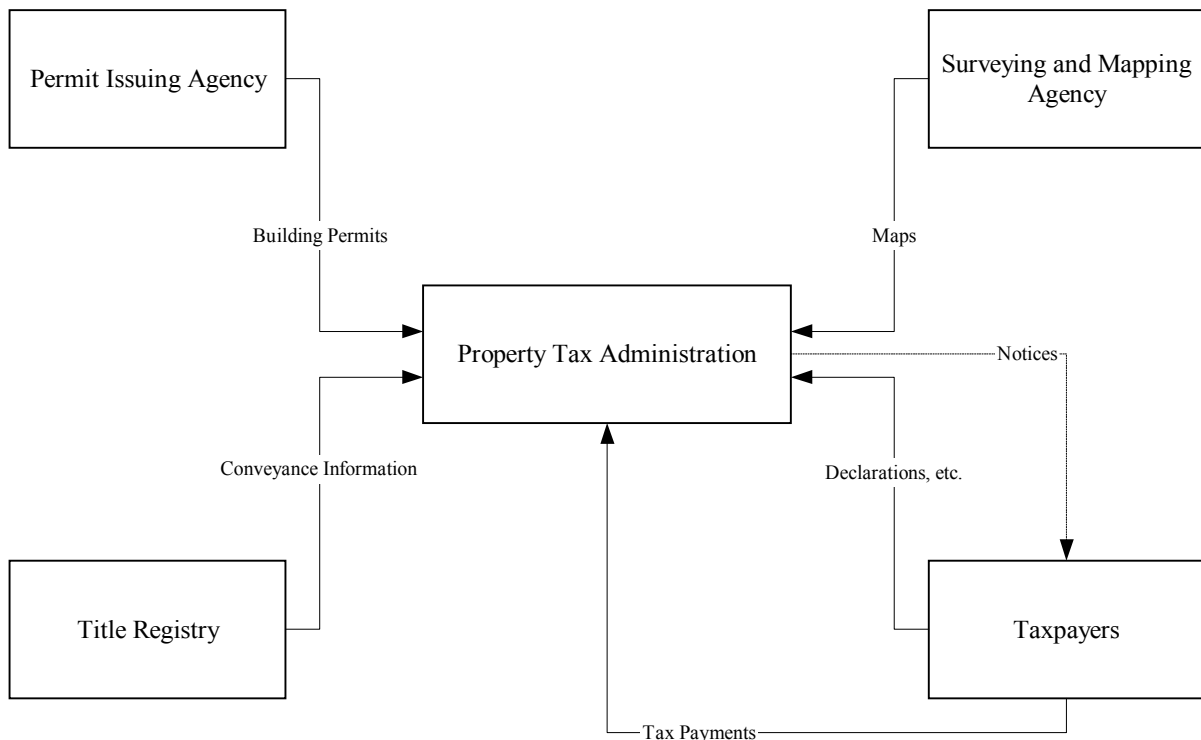 Permit Issuing Agency
Surveying and Mapping
Agency
Building Permits
Maps
Property Tax Administration
Notices
Conveyance Information
Declarations, etc.
Title Registry
Taxpayers
Tax Payments